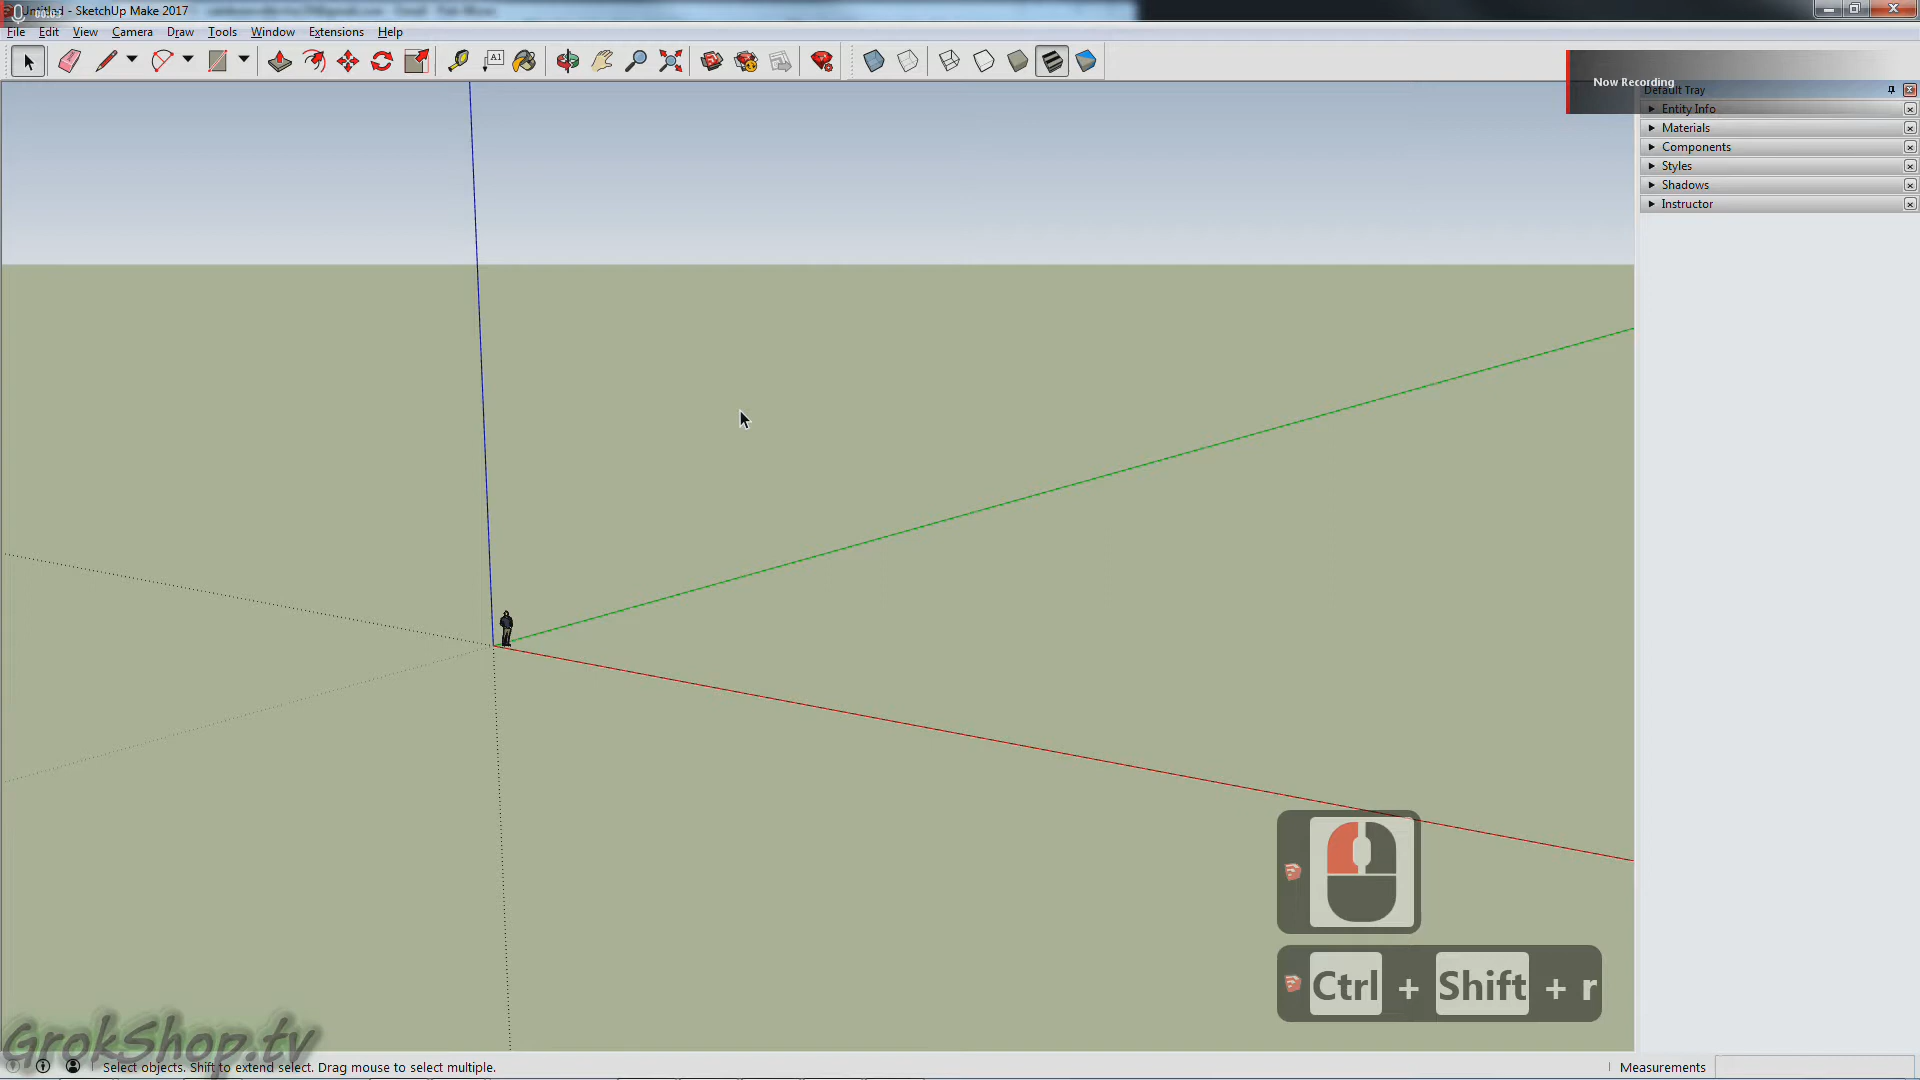 Untitled - SketchUp Make 2017
File Edit View Camera Draw Tools Window Extensions Help
A1
Now Recording
Default Tray
Entity Info
Materials
Components
Styles
Shadows
Instructor
Ctrl + Shift + r
GrokShop.tv
Select objects. Shift to extend select. Drag mouse to select multiple.
Measurements